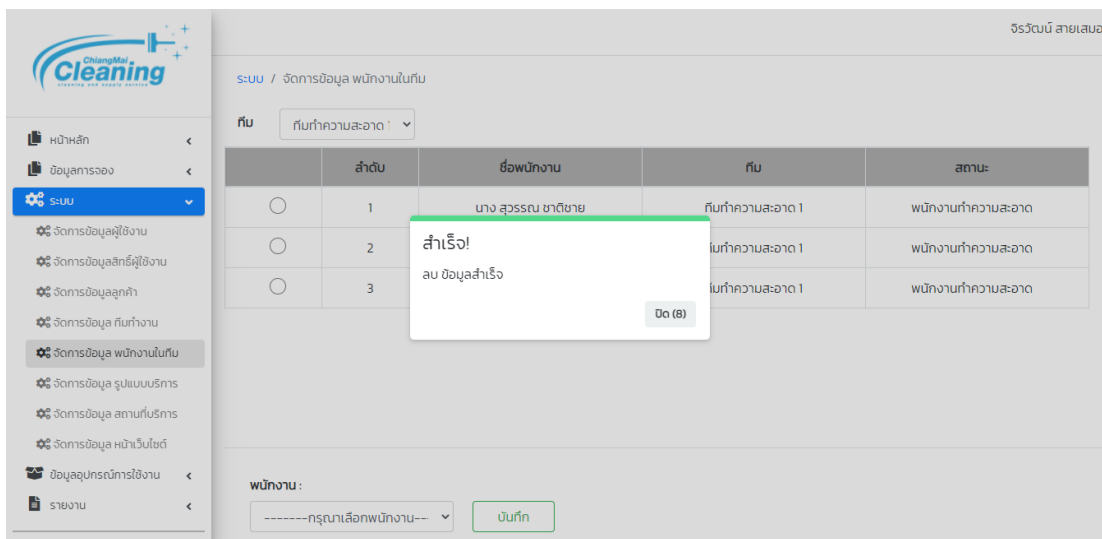 จิรวัฒน์ สายเสมอ
ChiangMai
Cleaning
cleaning and supply service
ระบบ / จัดการข้อมูล พนักงานในทีม
ทีม ทีมทำความสะอาด 1
หน้าหลัก
ข้อมูลการจอง
ระบบ
จัดการข้อมูลผู้ใช้งาน
จัดการข้อมูลสิทธิ์ผู้ใช้งาน
จัดการข้อมูลลูกค้า
จัดการข้อมูล ทีมทำงาน
จัดการข้อมูล พนักงานในทีม
จัดการข้อมูล รูปแบบบริการ
จัดการข้อมูล สถานที่บริการ
จัดการข้อมูล หน้าเว็บไซต์
ข้อมูลอุปกรณ์การใช้งาน
รายงาน
ลำดับ ชื่อพนักงาน ทีม สถานะ
1 นาง สุวรรณ ชาติชาย ทีมทำความสะอาด 1 พนักงานทำความสะอาด
2 ทีมทำความสะอาด 1 พนักงานทำความสะอาด
3 ทีมทำความสะอาด 1 พนักงานทำความสะอาด
สำเร็จ!
ลบ ข้อมูลสำเร็จ
ปิด (8)
พนักงาน :
-------กรุณาเลือกพนักงาน--- บันทึก